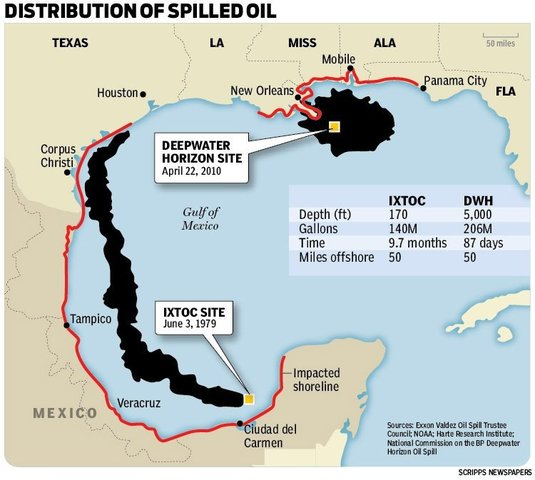 DISTRIBUTION OF SPILLED OIL
TEXAS
LA
MISS
ALA
50 miles
Mobile
Houston
New Orleans
Panama City
FLA
DEEPWATER
HORIZON SITE
April 22, 2010
Corpus
Christi
Gulf of
Mexico
IXTOC DWH
Depth (ft) 170 5,000
Gallons 140M 206M
Time 9.7 months 87 days
Miles offshore 50 50
IXTOC SITE
June 3, 1979
Tampico
Impacted
shoreline
MEXICO
Veracruz
Ciudad del
Carmen
Sources: Exxon Valdez Oil Spill Trustee
Council; NOAA; Harte Research Institute;
National Commission on the BP Deepwater
Horizon Oil Spill
SCRIPPS NEWSPAPERS